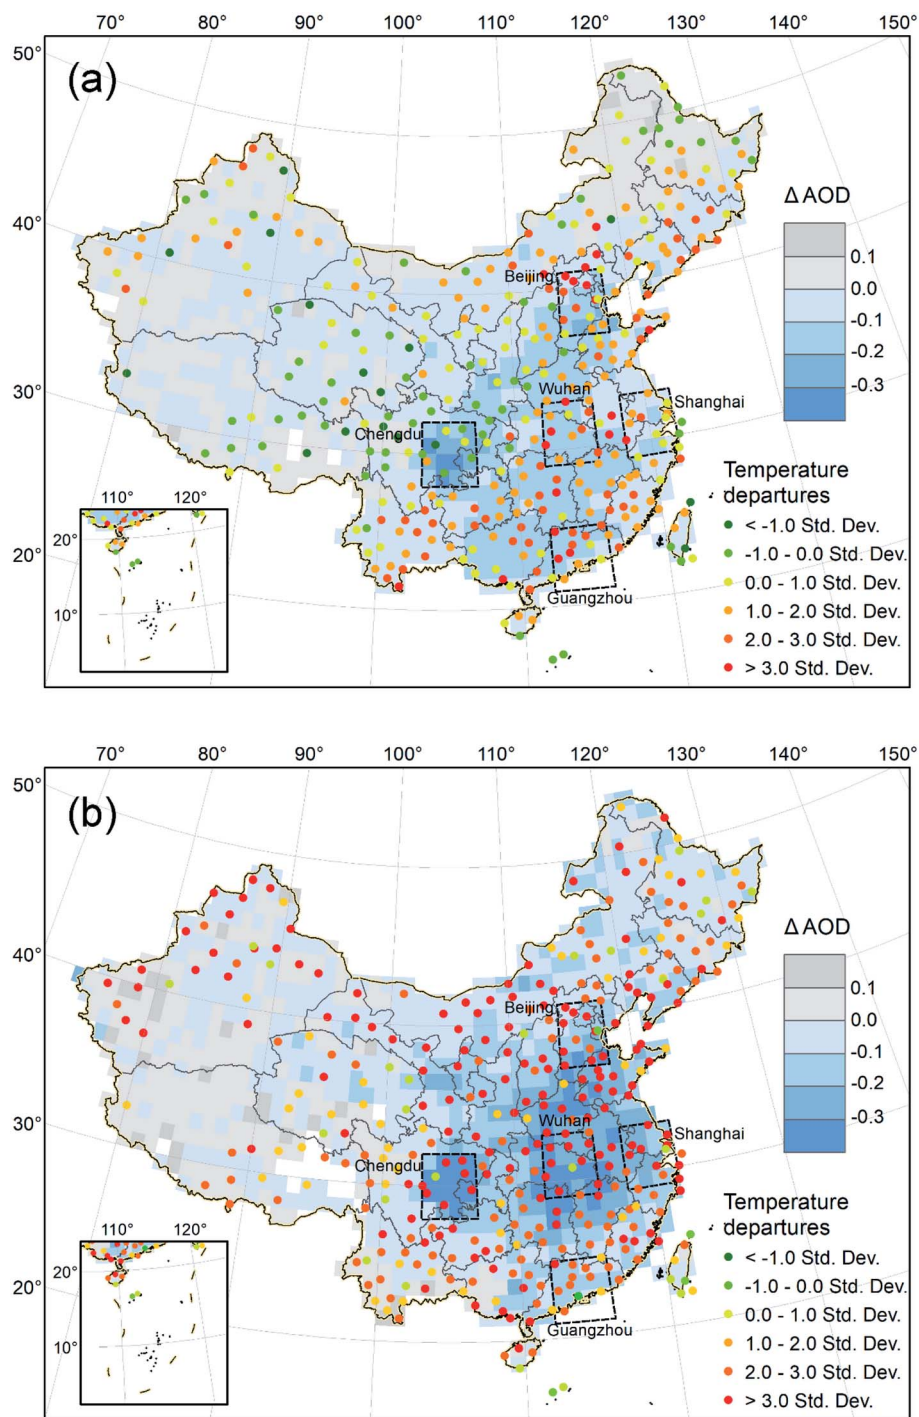 70° 80° 90° 100° 110° 120° 130° 140° 150°
50°
(a)
Δ AOD
40°
0.1
0.0
Beijing
-0.1
-0.2
30°
Wuhan
-0.3
Shanghai
Chengdu
Temperature
departures
110° 120°
< -1.0 Std. Dev.
20°
-1.0 - 0.0 Std. Dev.
20°
0.0 - 1.0 Std. Dev.
1.0 - 2.0 Std. Dev.
10°
Guangzhou
2.0 - 3.0 Std. Dev.
> 3.0 Std. Dev.
70° 80° 90° 100° 110° 120° 130° 140° 150°
50°
(b)
Δ AOD
40°
0.1
0.0
Beijing
-0.1
-0.2
30°
Wuhan
-0.3
Shanghai
Chengdu
Temperature
departures
110° 120°
< -1.0 Std. Dev.
20°
-1.0 - 0.0 Std. Dev.
20°
0.0 - 1.0 Std. Dev.
1.0 - 2.0 Std. Dev.
10°
Guangzhou
2.0 - 3.0 Std. Dev.
> 3.0 Std. Dev.